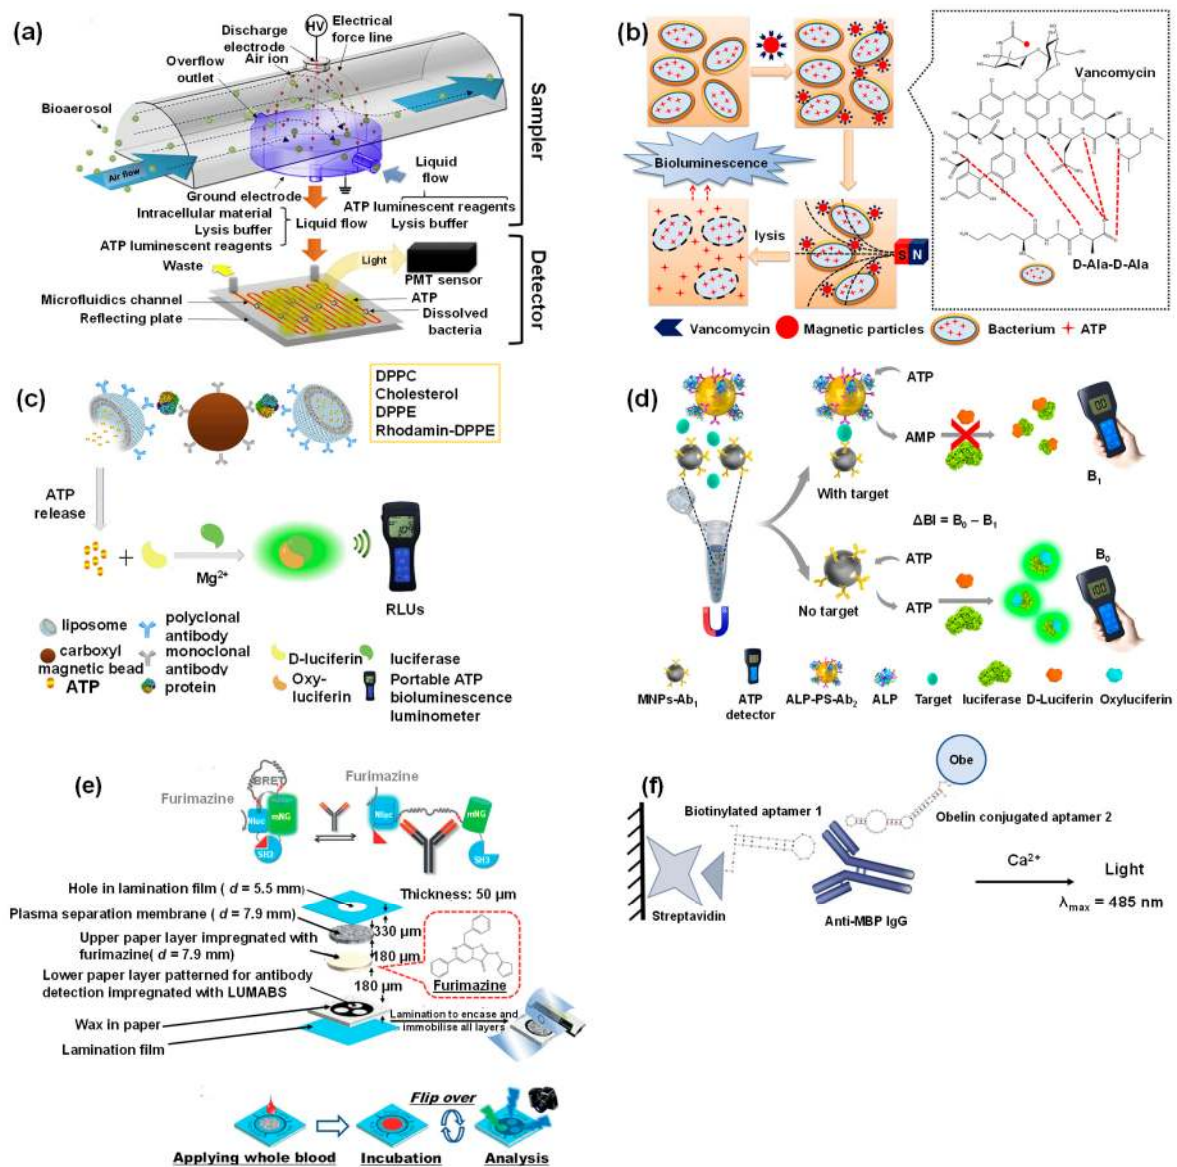 (a)
HV
Electrical
force line
Discharge
electrode
Air ion
Overflow
outlet
Bioaerosol
Air flow
Sampler
Liquid
flow
Ground electrode
ATP luminescent reagents
Lysis buffer
Intracellular material
Lysis buffer
ATP luminescent reagents
Liquid flow
Waste
Light
PMT sensor
Microfluidics channel
Reflecting plate
ATP
Dissolved
bacteria
Detector
(b)
Vancomycin
Bioluminescence
lysis
S N
D-Ala-D-Ala
Vancomycin
Magnetic particles
Bacterium
ATP
(c)
DPPC
Cholesterol
DPPE
Rhodamin-DPPE
ATP
release
+
Mg2+
RLUs
liposome
polyclonal
antibody
carboxyl
magnetic bead
monoclonal
antibody
ATP
protein
D-luciferin
luciferase
Oxy-
luciferin
Portable ATP
bioluminescence
luminometer
(d)
ATP
AMP
B1
With target
ΔBI = B0 – B1
ATP
B0
No target
ATP
MNPs-Ab1
ATP
detector
ALP-PS-Ab2
ALP
Target
luciferase
D-Luciferin
Oxyluciferin
(e)
BRET
Furimazine
Furimazine
Nluc
mNG
SH3
Nluc
mNG
SH3
Hole in lamination film ( d = 5.5 mm)
Thickness: 50 µm
Plasma separation membrane ( d = 7.9 mm)
330 µm
Upper paper layer impregnated with
furimazine( d = 7.9 mm)
180 µm
Lower paper layer patterned for antibody
detection impregnated with LUMABS
180 µm
Furimazine
Wax in paper
Lamination to encase and
immobilise all layers
Lamination film
Flip over
Applying whole blood
Incubation
Analysis
(f)
Obe
Biotinylated aptamer 1
Obelin conjugated aptamer 2
Streptavidin
Anti-MBP IgG
Ca2+
Light
λmax = 485 nm